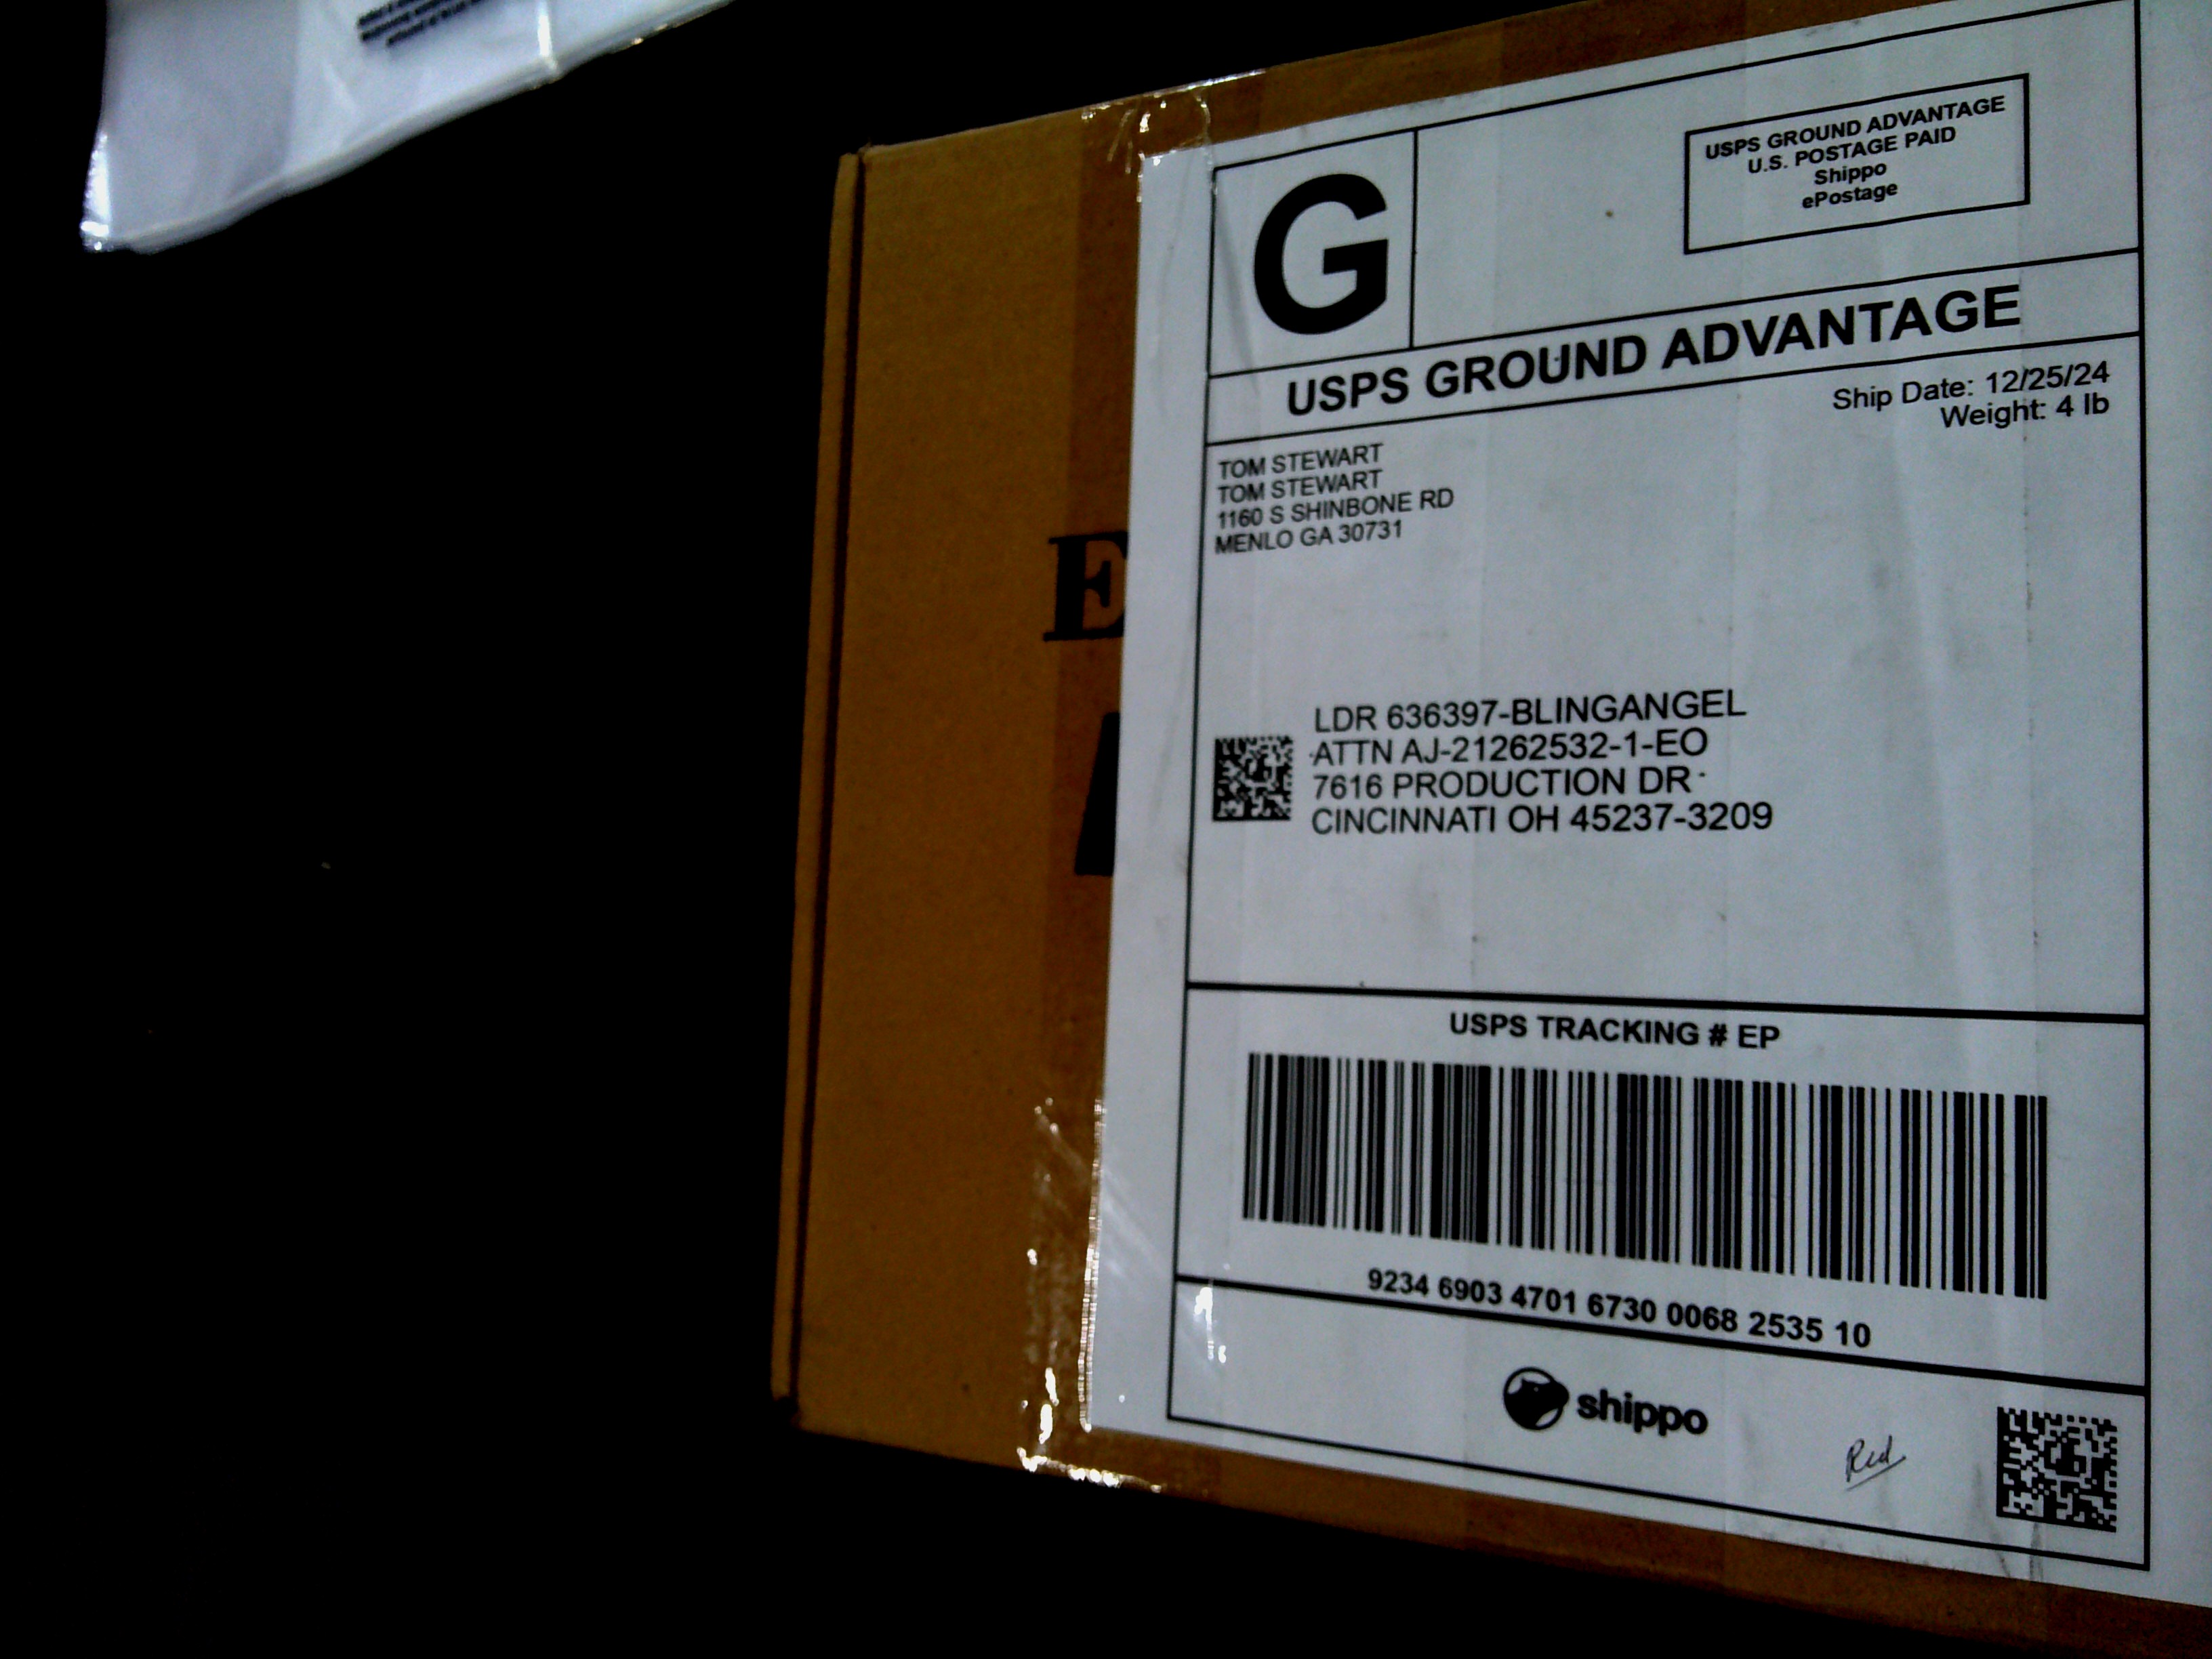 G
USPS GROUND ADVANTAGE
U.S. POSTAGE PAID
Shippo
ePostage
USPS GROUND ADVANTAGE
Ship Date: 12/25/24
Weight: 4 lb
TOM STEWART
TOM STEWART
1160 S SHINBONE RD
MENLO GA 30731
E
LDR 636397-BLINGANGEL
ATTN AJ-21262532-1-EO
7616 PRODUCTION DR
CINCINNATI OH 45237-3209
USPS TRACKING # EP
9234 6903 4701 6730 0068 2535 10
shippo
Red